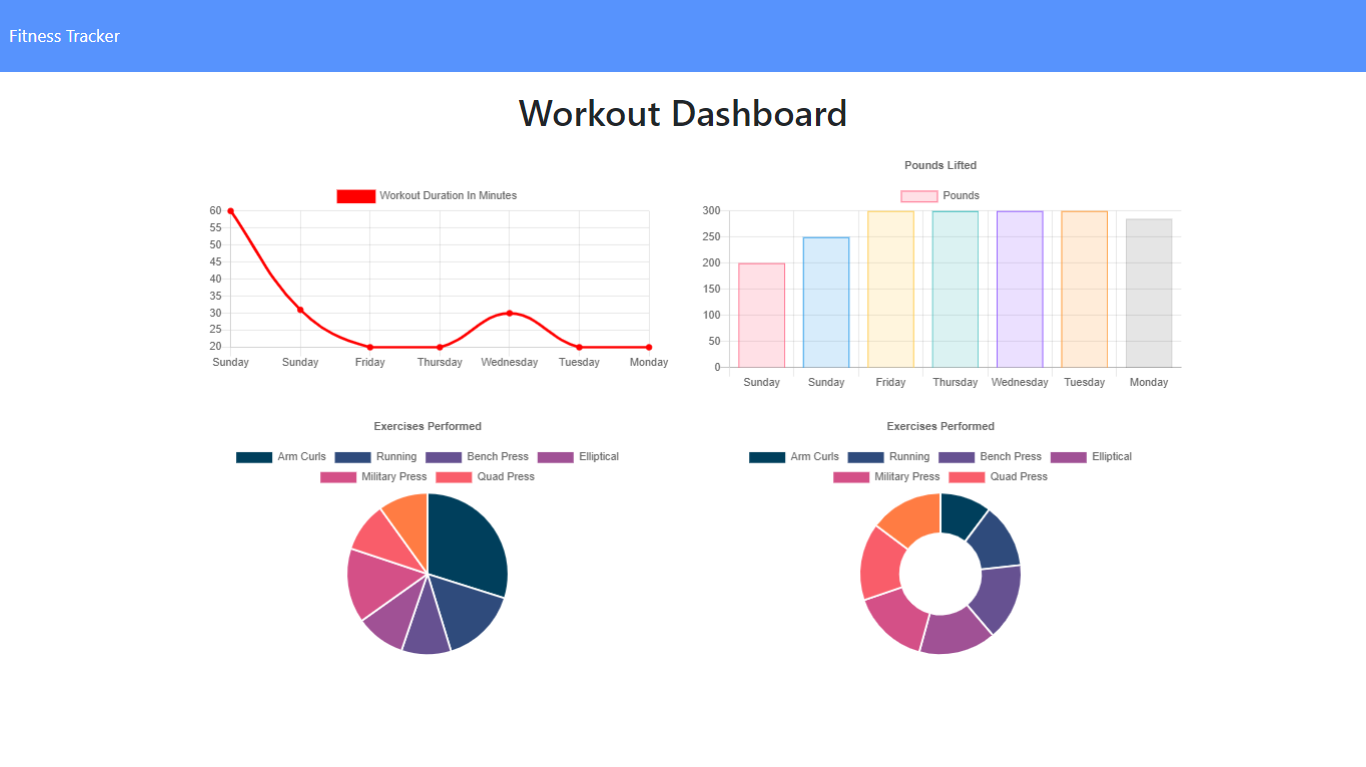 Fitness Tracker
Workout Dashboard
Workout Duration In Minutes
60
55
50
45
40
35
30
25
20
Sunday Sunday Friday Thursday Wednesday Tuesday Monday
Pounds Lifted
Pounds
300
250
200
150
100
50
0
Sunday Sunday Friday Thursday Wednesday Tuesday Monday
Exercises Performed
Arm Curls Running Bench Press Elliptical
Military Press Quad Press
Exercises Performed
Arm Curls Running Bench Press Elliptical
Military Press Quad Press